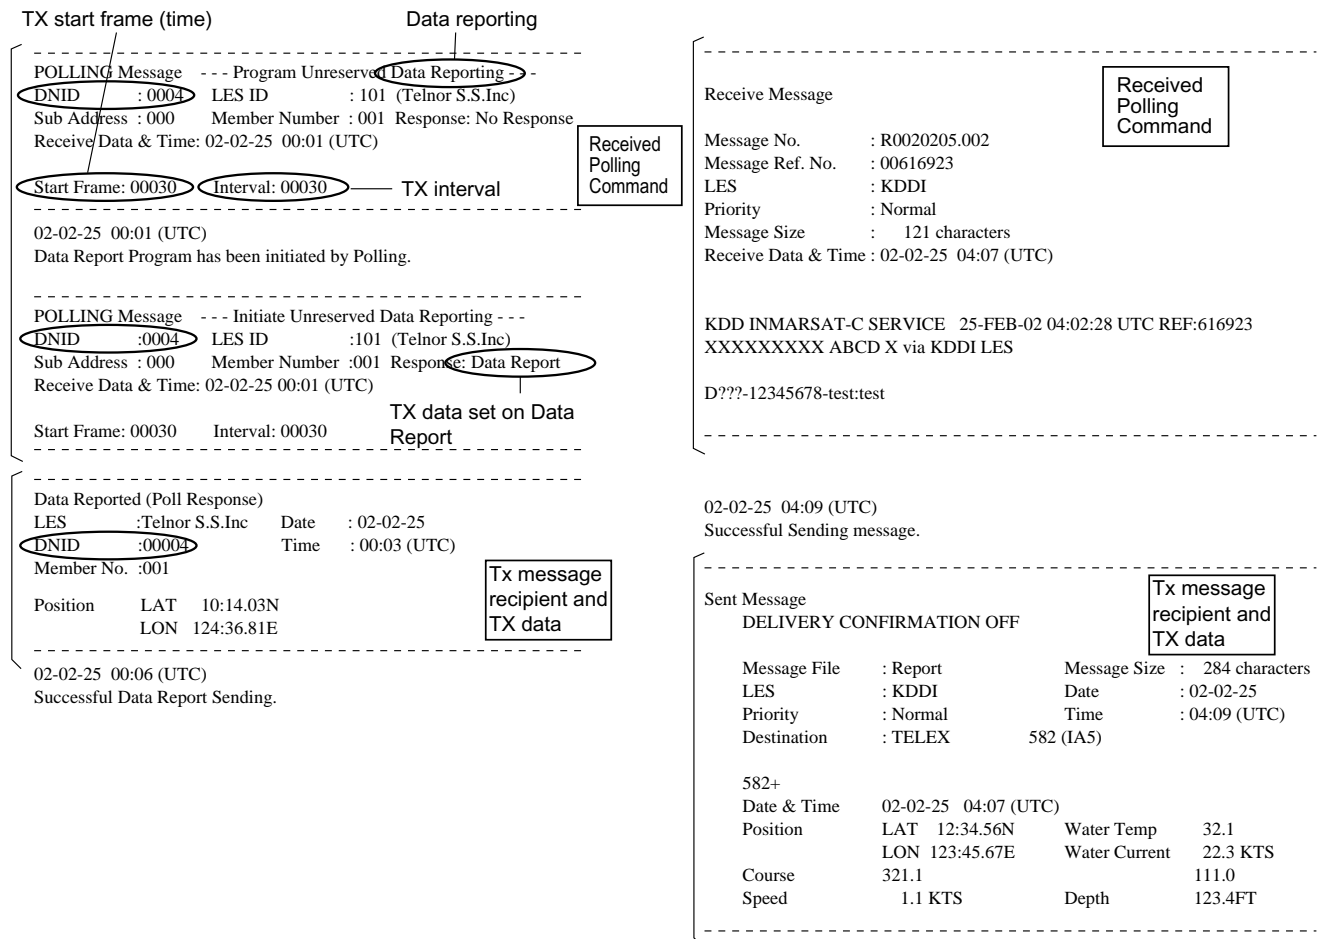 TX start frame (time)
Data reporting
POLLING Message - - - Program Unreserved Data Reporting - - -
DNID : 0004 LES ID : 101 (Telnor S.S.Inc)
Sub Address : 000 Member Number : 001 Response: No Response
Receive Data & Time: 02-02-25 00:01 (UTC)
Received
Polling
Command
Start Frame: 00030 Interval: 00030 TX interval
02-02-25 00:01 (UTC)
Data Report Program has been initiated by Polling.
POLLING Message - - - Initiate Unreserved Data Reporting - - -
DNID :0004 LES ID :101 (Telnor S.S.Inc)
Sub Address : 000 Member Number :001 Response: Data Report
Receive Data & Time: 02-02-25 00:01 (UTC)
TX data set on Data
Report
Start Frame: 00030 Interval: 00030
Data Reported (Poll Response)
LES :Telnor S.S.Inc Date : 02-02-25
DNID :00004 Time : 00:03 (UTC)
Member No. :001
Tx message
recipient and
TX data
Position LAT 10:14.03N
LON 124:36.81E
02-02-25 00:06 (UTC)
Successful Data Report Sending.
Receive Message
Received
Polling
Command
Message No. : R0020205.002
Message Ref. No. : 00616923
LES : KDDI
Priority : Normal
Message Size : 121 characters
Receive Data & Time : 02-02-25 04:07 (UTC)
KDD INMARSAT-C SERVICE 25-FEB-02 04:02:28 UTC REF:616923
XXXXXXXXX ABCD X via KDDI LES
D???-12345678-test:test
02-02-25 04:09 (UTC)
Successful Sending message.
Sent Message
DELIVERY CONFIRMATION OFF
Tx message
recipient and
TX data
Message File : Report Message Size : 284 characters
LES : KDDI Date : 02-02-25
Priority : Normal Time : 04:09 (UTC)
Destination : TELEX 582 (IA5)
582+
Date & Time 02-02-25 04:07 (UTC)
Position LAT 12:34.56N Water Temp 32.1
LON 123:45.67E Water Current 22.3 KTS
Course 321.1 111.0
Speed 1.1 KTS Depth 123.4FT